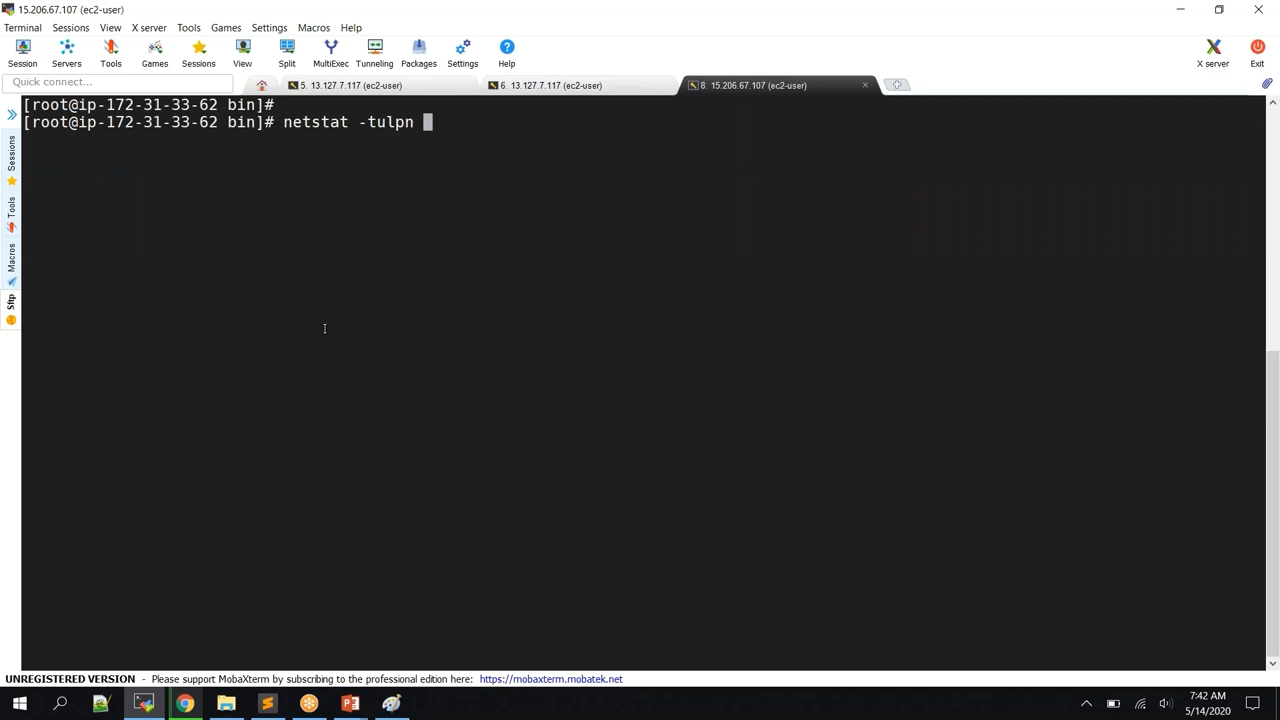 15.206.67.107 (ec2-user)
Terminal Sessions View X server Tools Games Settings Macros Help
Session Servers Tools Games Sessions View Split MultiExec Tunneling Packages Settings Help X server Exit
Quick connect...
5. 13.127.7.117 (ec2-user)
6. 13.127.7.117 (ec2-user)
8. 15.206.67.107 (ec2-user)
[root@ip-172-31-33-62 bin]#
[root@ip-172-31-33-62 bin]# netstat -tulpn
Sessions
Tools
Macros
Sftp
UNREGISTERED VERSION - Please support MobaXterm by subscribing to the professional edition here: https://mobaxterm.mobatek.net
7:42 AM
5/14/2020